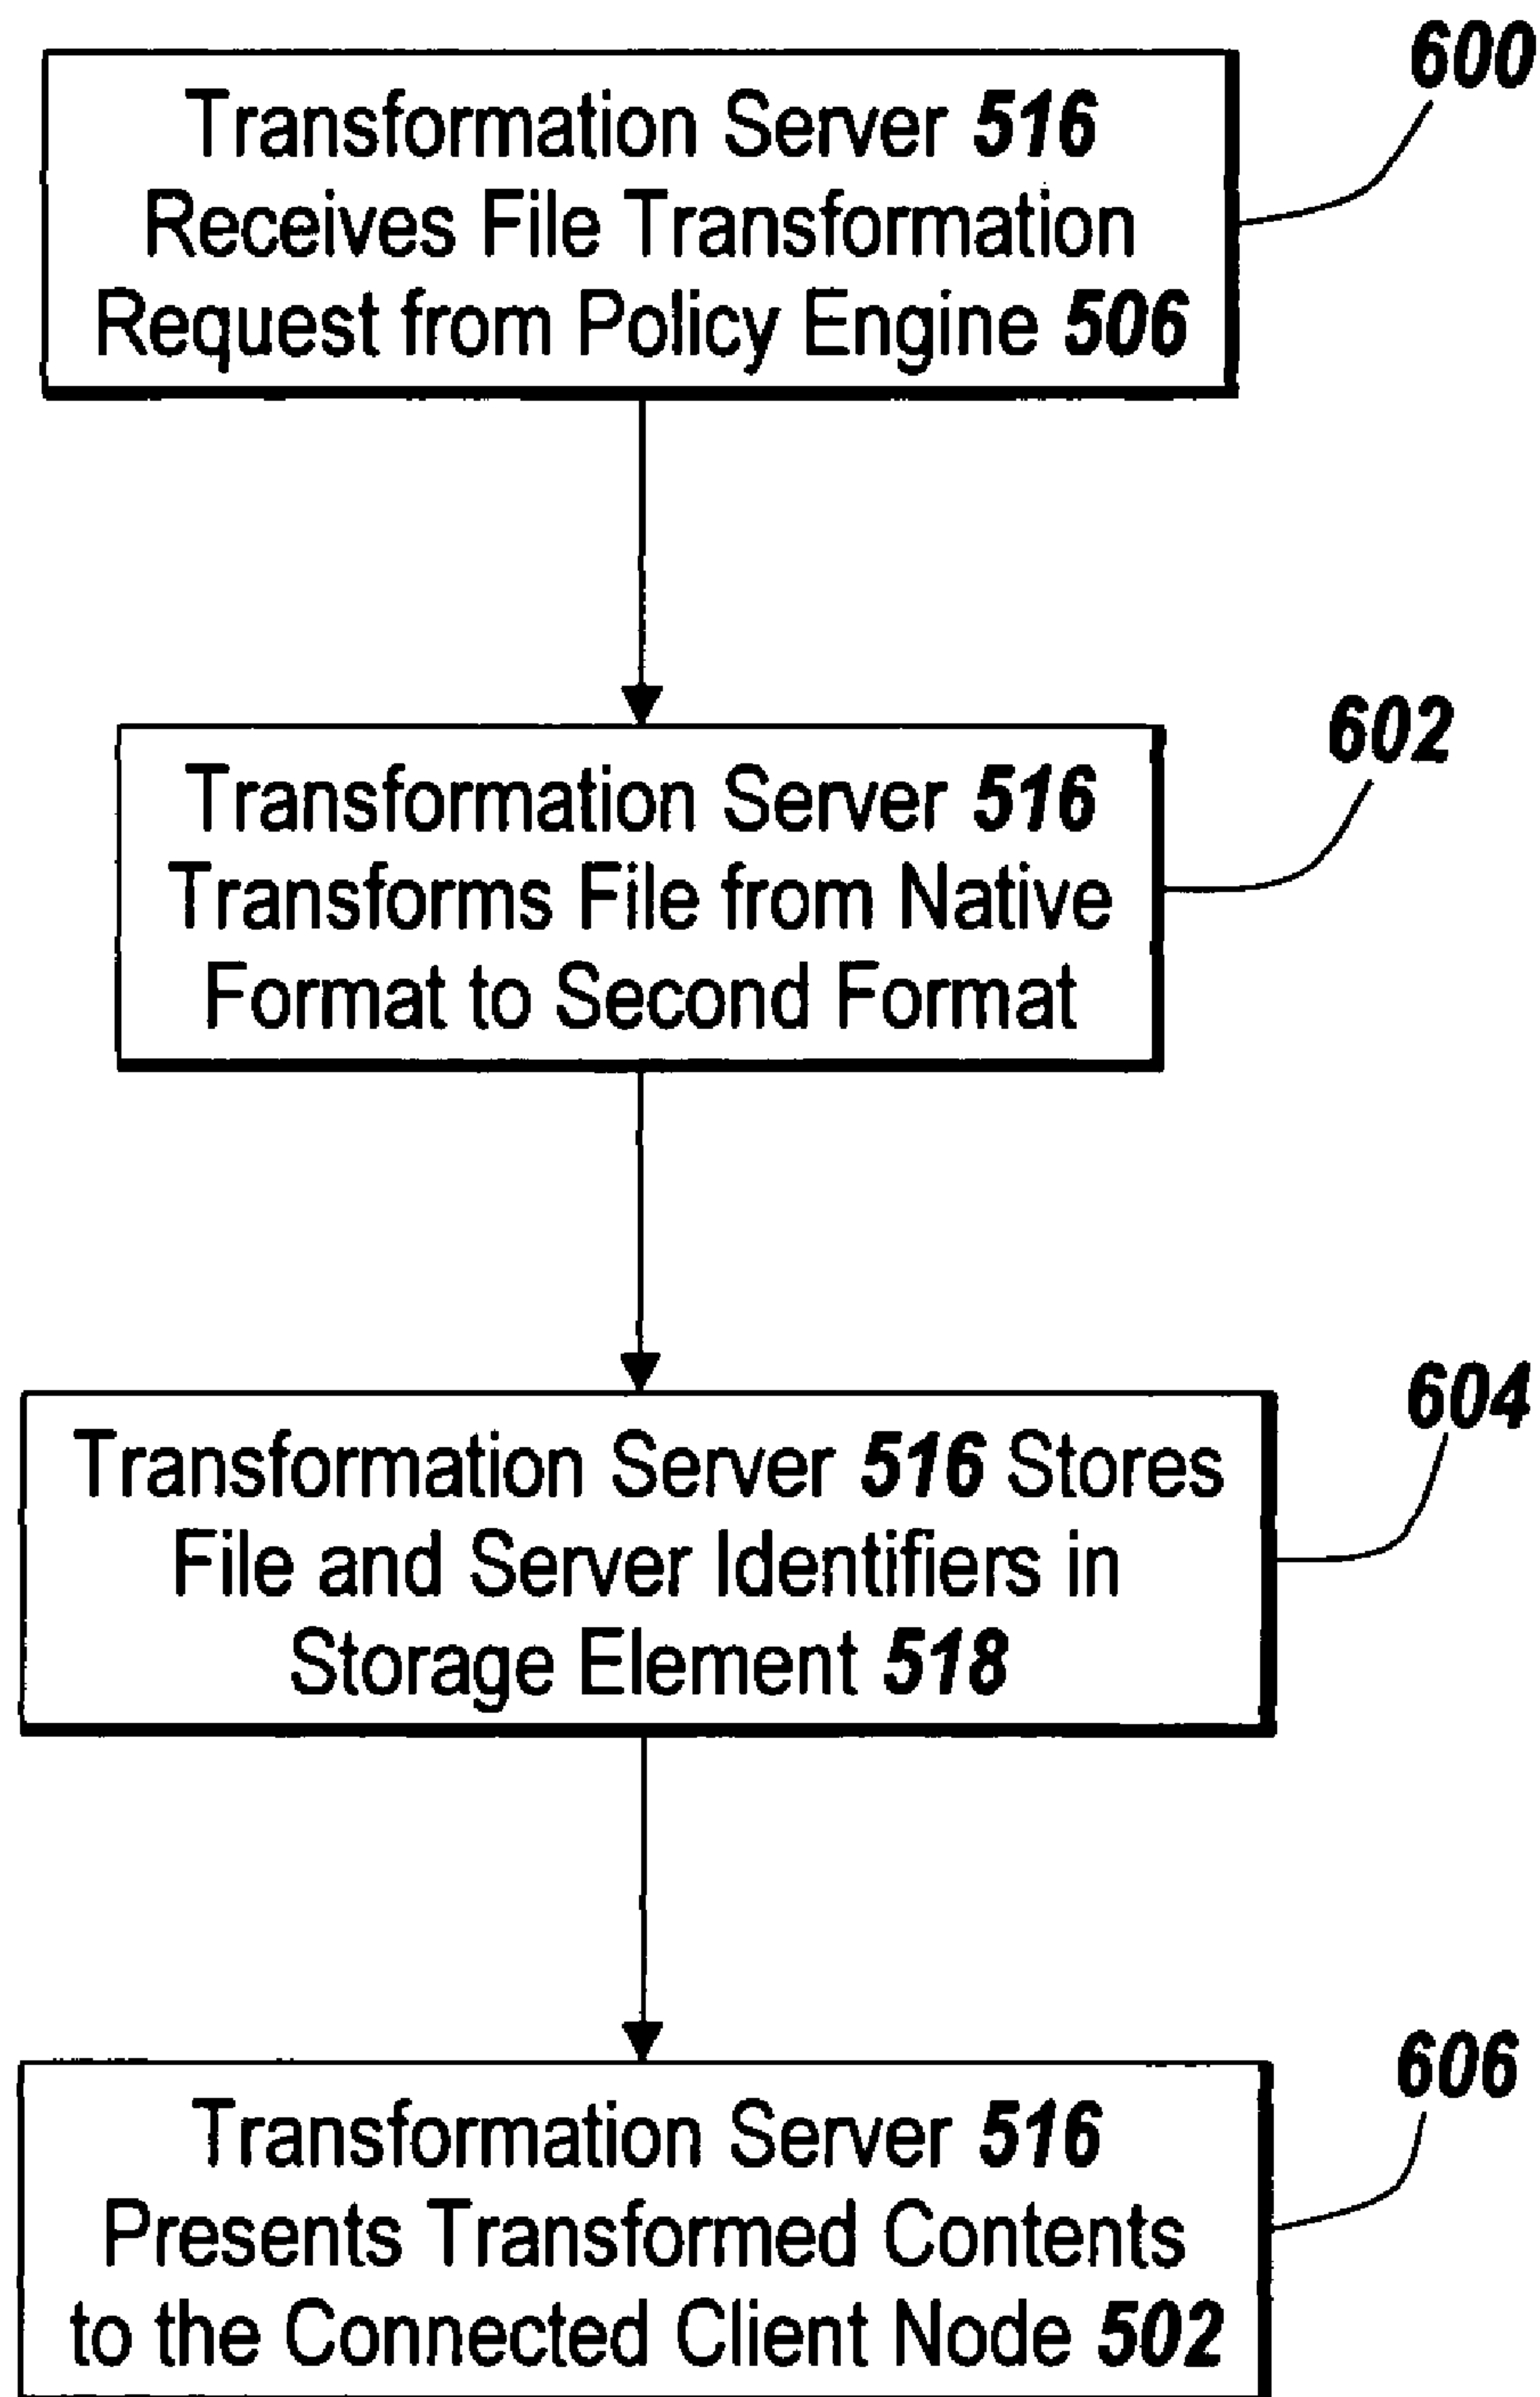 600
Transformation Server 516
Receives File Transformation
Request from Policy Engine 506
602
Transformation Server 516
Transforms File from Native
Format to Second Format
604
Transformation Server 516 Stores
File and Server Identifiers in
Storage Element 518
606
Transformation Server 516
Presents Transformed Contents
to the Connected Client Node 502